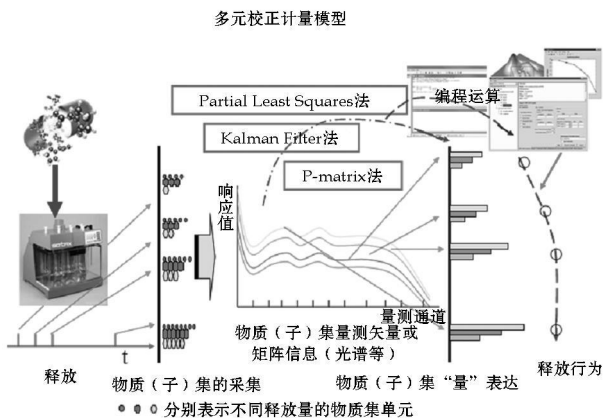 多元校正计量模型
Partial Least Squares法
编程运算
Kalman Filter法
P-matrix法
响应值
量测通道
t
释放
物质（子）集的采集
物质（子）集量测矢量或
矩阵信息（光谱等）
物质（子）集“量”表达
释放行为
分别表示不同释放量的物质集单元